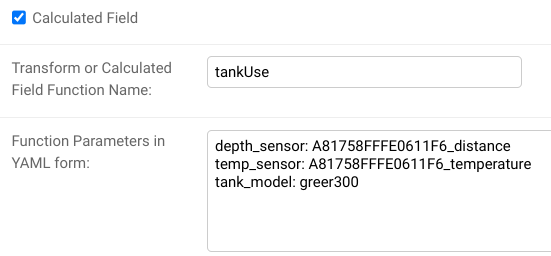 Calculated Field
Transform or Calculated
Field Function Name:
tankUse
Function Parameters in
YAML form:
depth_sensor: A81758FFFE0611F6_distance
temp_sensor: A81758FFFE0611F6_temperature
tank_model: greer300